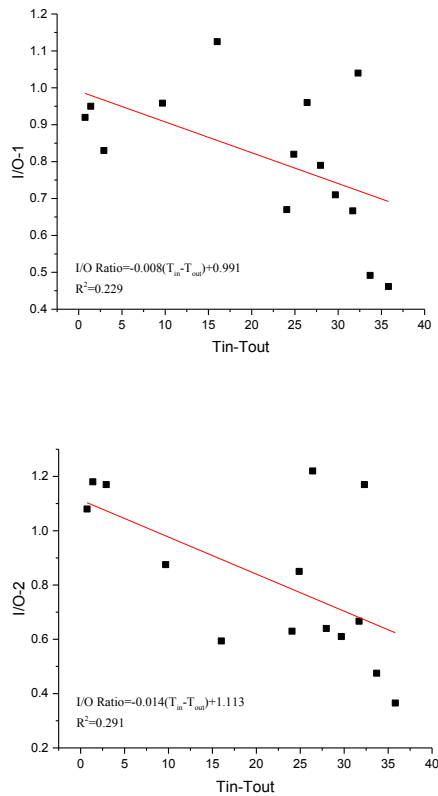 1.2
1.1
1.0
0.9
0.8
0.7
0.6
0.5
0.4
I/O-1
I/O Ratio=-0.008(Tin-Tout)+0.991
R²=0.229
0 5 10 15 20 25 30 35 40
Tin-Tout
1.2
1.0
0.8
0.6
0.4
0.2
I/O-2
I/O Ratio=-0.014(Tin-Tout)+1.113
R²=0.291
0 5 10 15 20 25 30 35 40
Tin-Tout